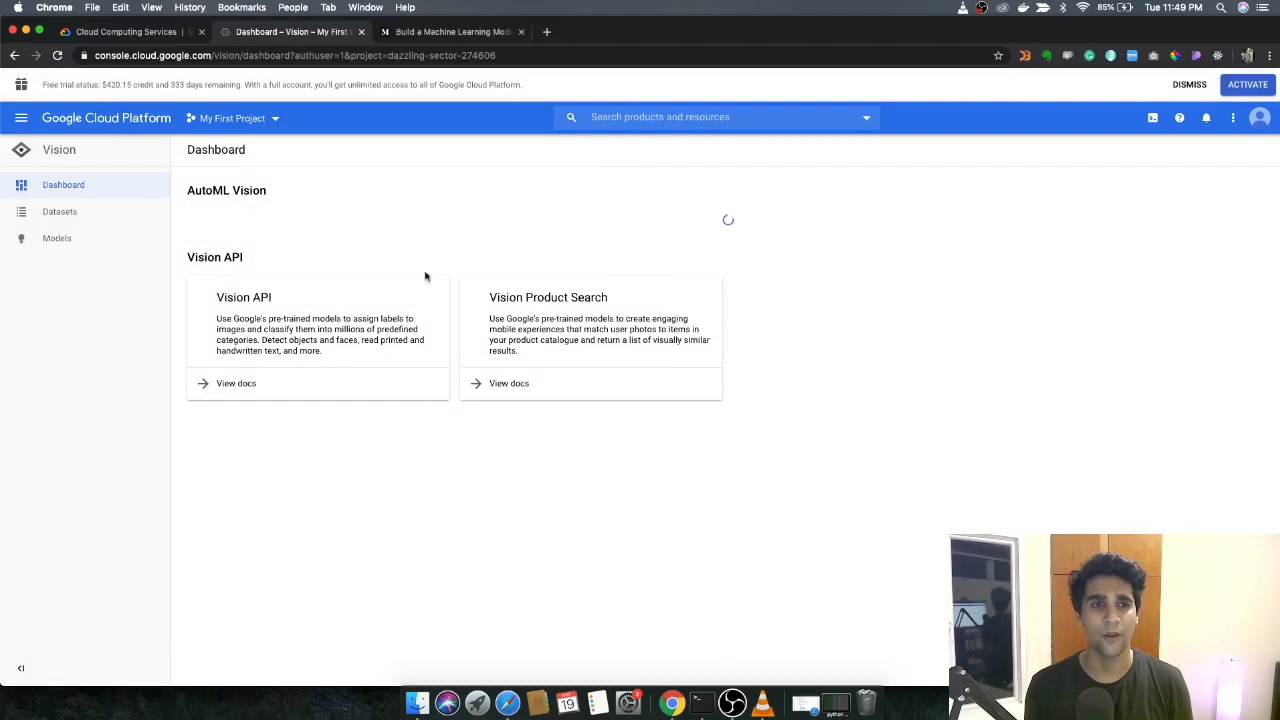 Chrome File Edit View History Bookmarks People Tab Window Help 85% Tue 11:49 PM
Cloud Computing Services | G Dashboard – Vision – My First M Build a Machine Learning Mode
console.cloud.google.com/vision/dashboard?authuser=1&project=dazzling-sector-274606
Free trial status: $420.15 credit and 333 days remaining. With a full account, you'll get unlimited access to all of Google Cloud Platform. DISMISS ACTIVATE
Google Cloud Platform My First Project Search products and resources
Vision Dashboard
Dashboard
AutoML Vision
Datasets
Models
Vision API
Vision API
Use Google's pre-trained models to assign labels to
images and classify them into millions of predefined
categories. Detect objects and faces, read printed and
handwritten text, and more.
View docs
Vision Product Search
Use Google's pre-trained models to create engaging
mobile experiences that match user photos to items in
your product catalogue and return a list of visually similar
results.
View docs
MAY
19
2
python...